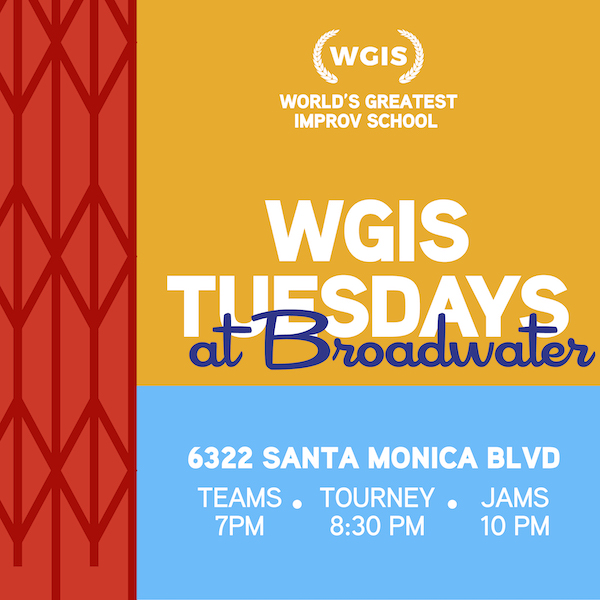 WGIS
WORLD'S GREATEST
IMPROV SCHOOL
WGIS
TUESDAYS
at Broadwater
6322 SANTA MONICA BLVD
TEAMS • TOURNEY • JAMS
7PM 8:30 PM 10 PM